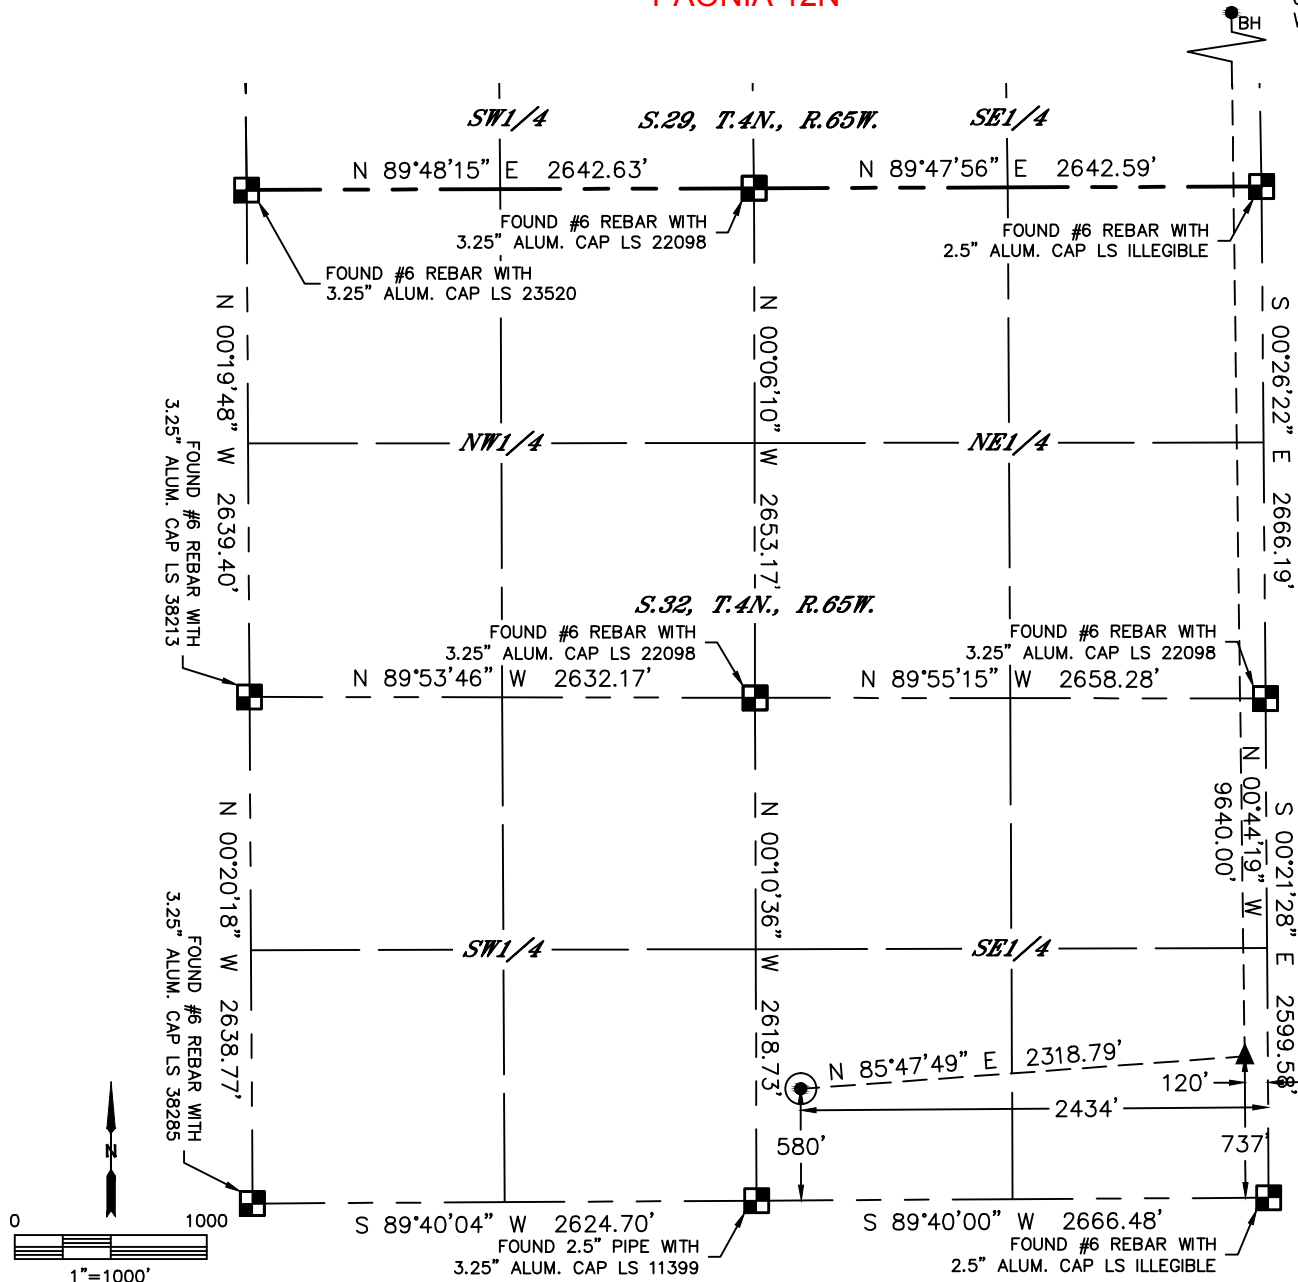 BH
SW1/4 S.29, T.4N., R.65W. SE1/4
N 89°48'15" E 2642.63' N 89°47'56" E 2642.59'
FOUND #6 REBAR WITH
3.25" ALUM. CAP LS 22098
FOUND #6 REBAR WITH
2.5" ALUM. CAP LS ILLEGIBLE
FOUND #6 REBAR WITH
3.25" ALUM. CAP LS 23520
N 00°19'48" W 2639.40'
N 00°06'10" W 2653.17'
S 00°26'22" E 2666.19'
NW1/4 NE1/4
FOUND #6 REBAR WITH
3.25" ALUM. CAP LS 38213
S.32, T.4N., R.65W.
FOUND #6 REBAR WITH
3.25" ALUM. CAP LS 22098
FOUND #6 REBAR WITH
3.25" ALUM. CAP LS 22098
N 89°53'46" W 2632.17' N 89°55'15" W 2658.28'
N 00°20'18" W 2638.77'
N 00°10'36" W 2618.73'
N 00°44'19" W
9640.00'
S 00°21'28" E 2599.58'
SW1/4 SE1/4
FOUND #6 REBAR WITH
3.25" ALUM. CAP LS 38285
N 85°47'49" E 2318.79'
120'
2434'
580'
737'
N
0 1000
1"=1000'
S 89°40'04" W 2624.70' S 89°40'00" W 2666.48'
FOUND 2.5" PIPE WITH
3.25" ALUM. CAP LS 11399
FOUND #6 REBAR WITH
2.5" ALUM. CAP LS ILLEGIBLE